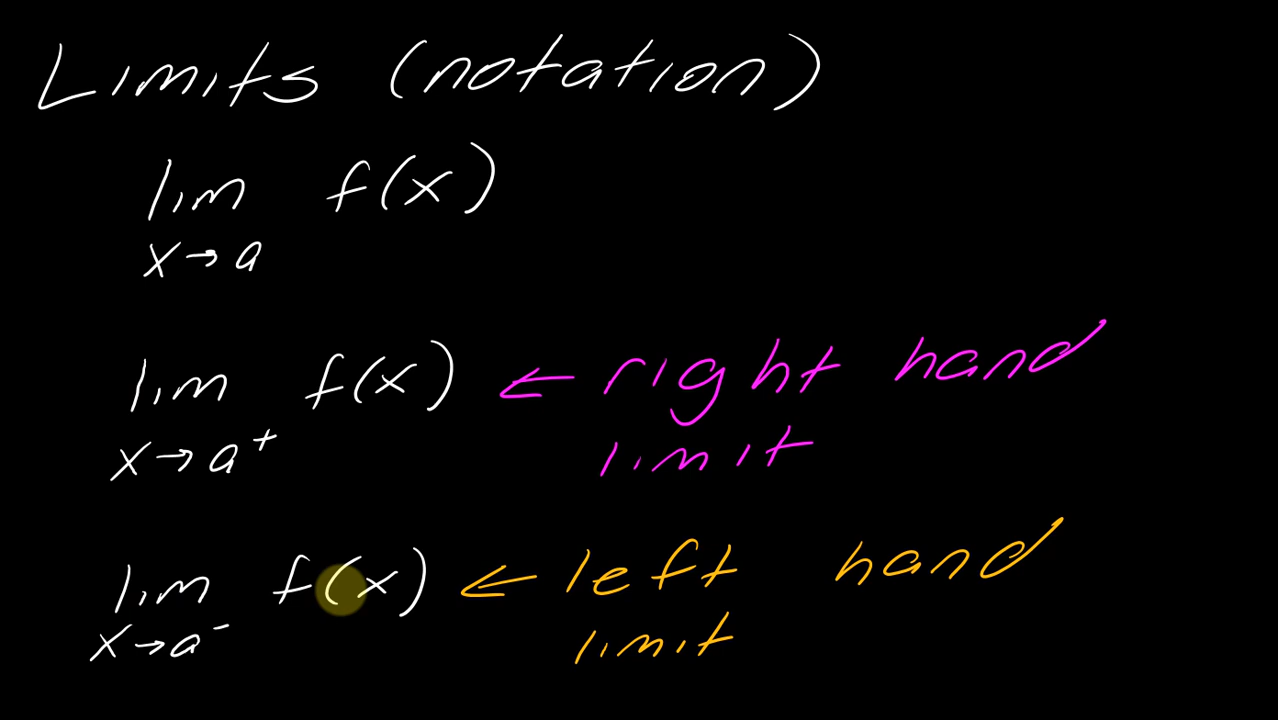 Limits (notation)
lim f(x)
x→a
lim f(x) ← right hand
x→a⁺ limit
lim f(x) ← left hand
x→a⁻ limit